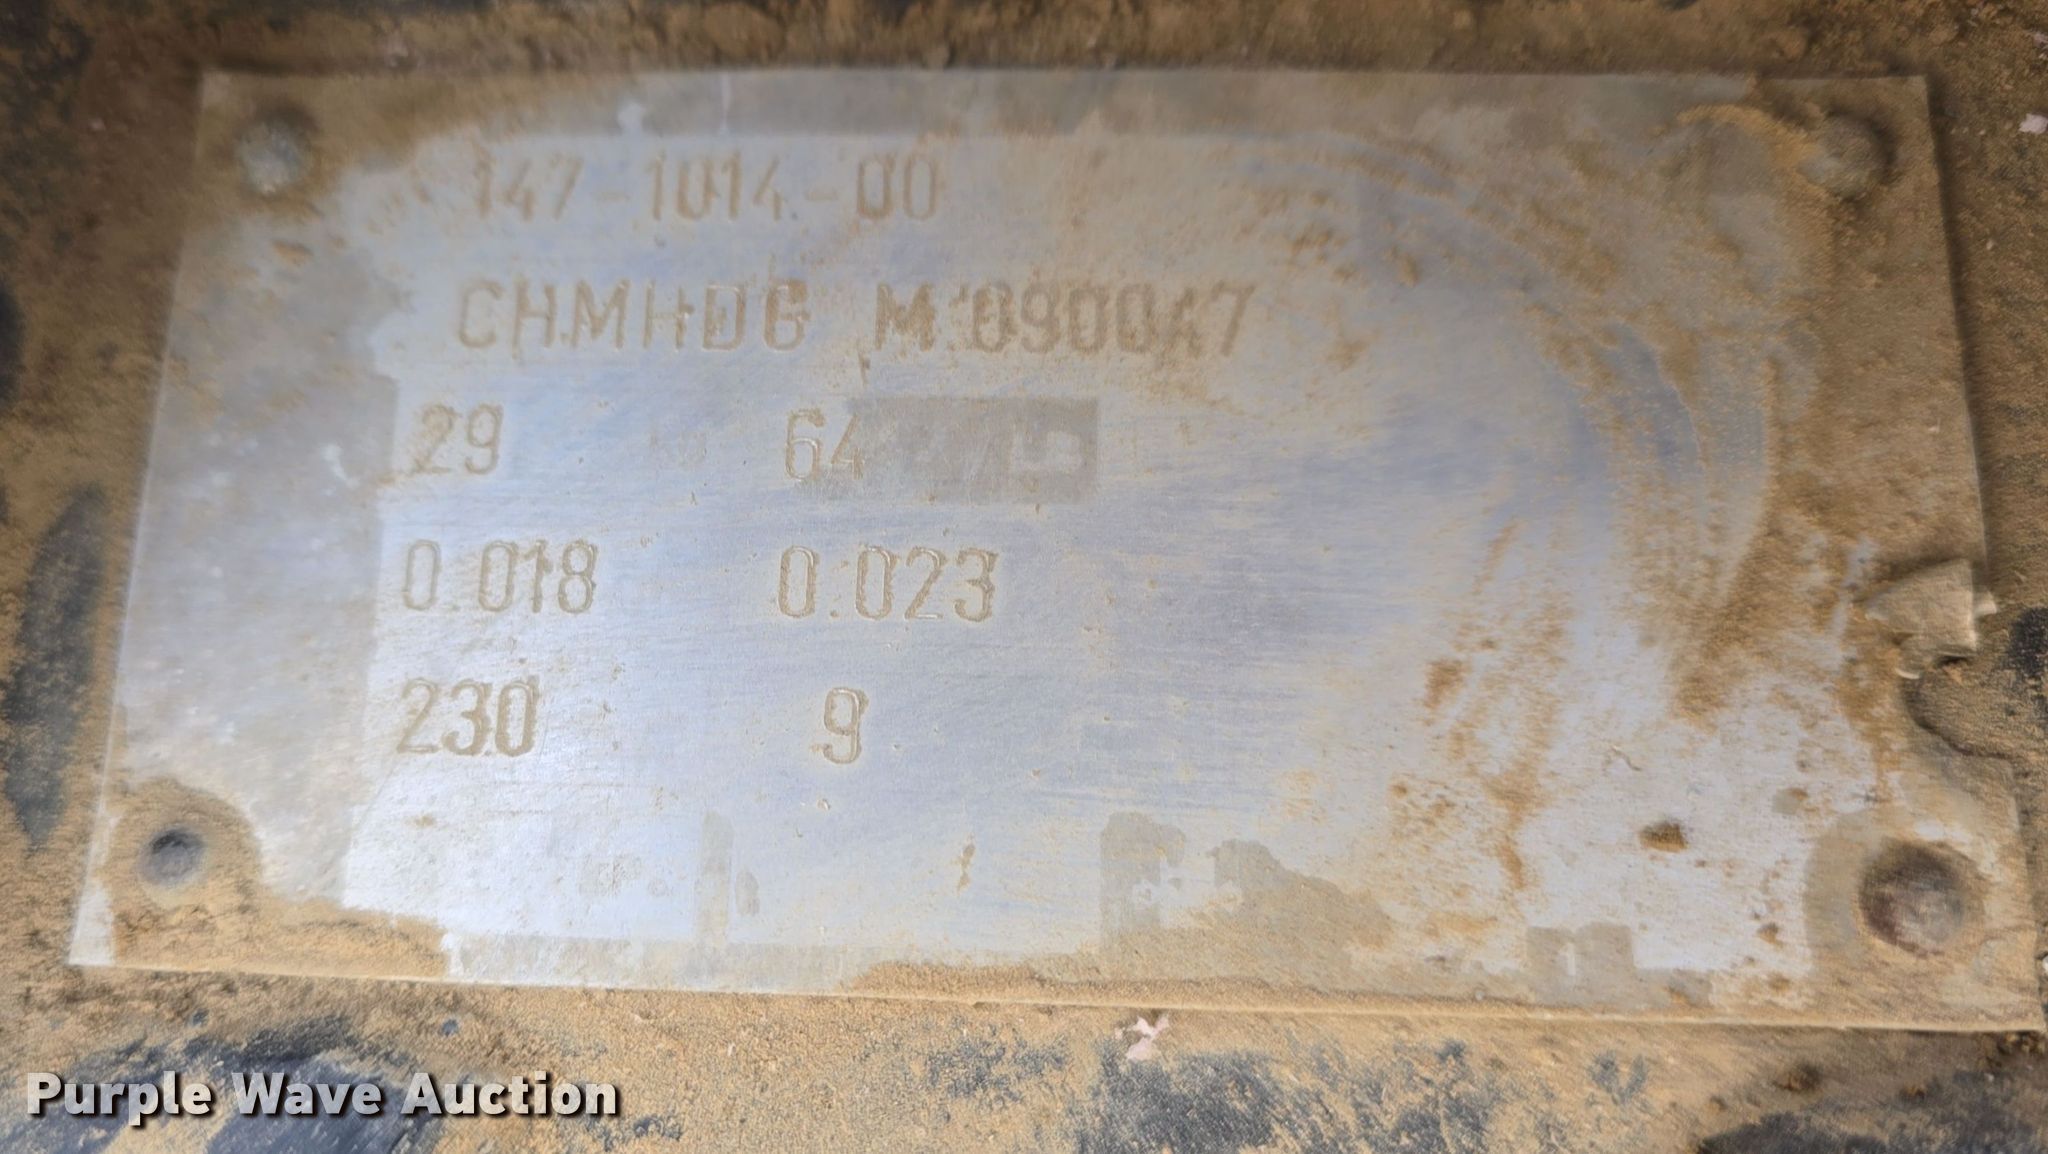 147-1014-00
CHMHDG M.090047
29 64
0.018 0.023
230 9
Purple Wave Auction